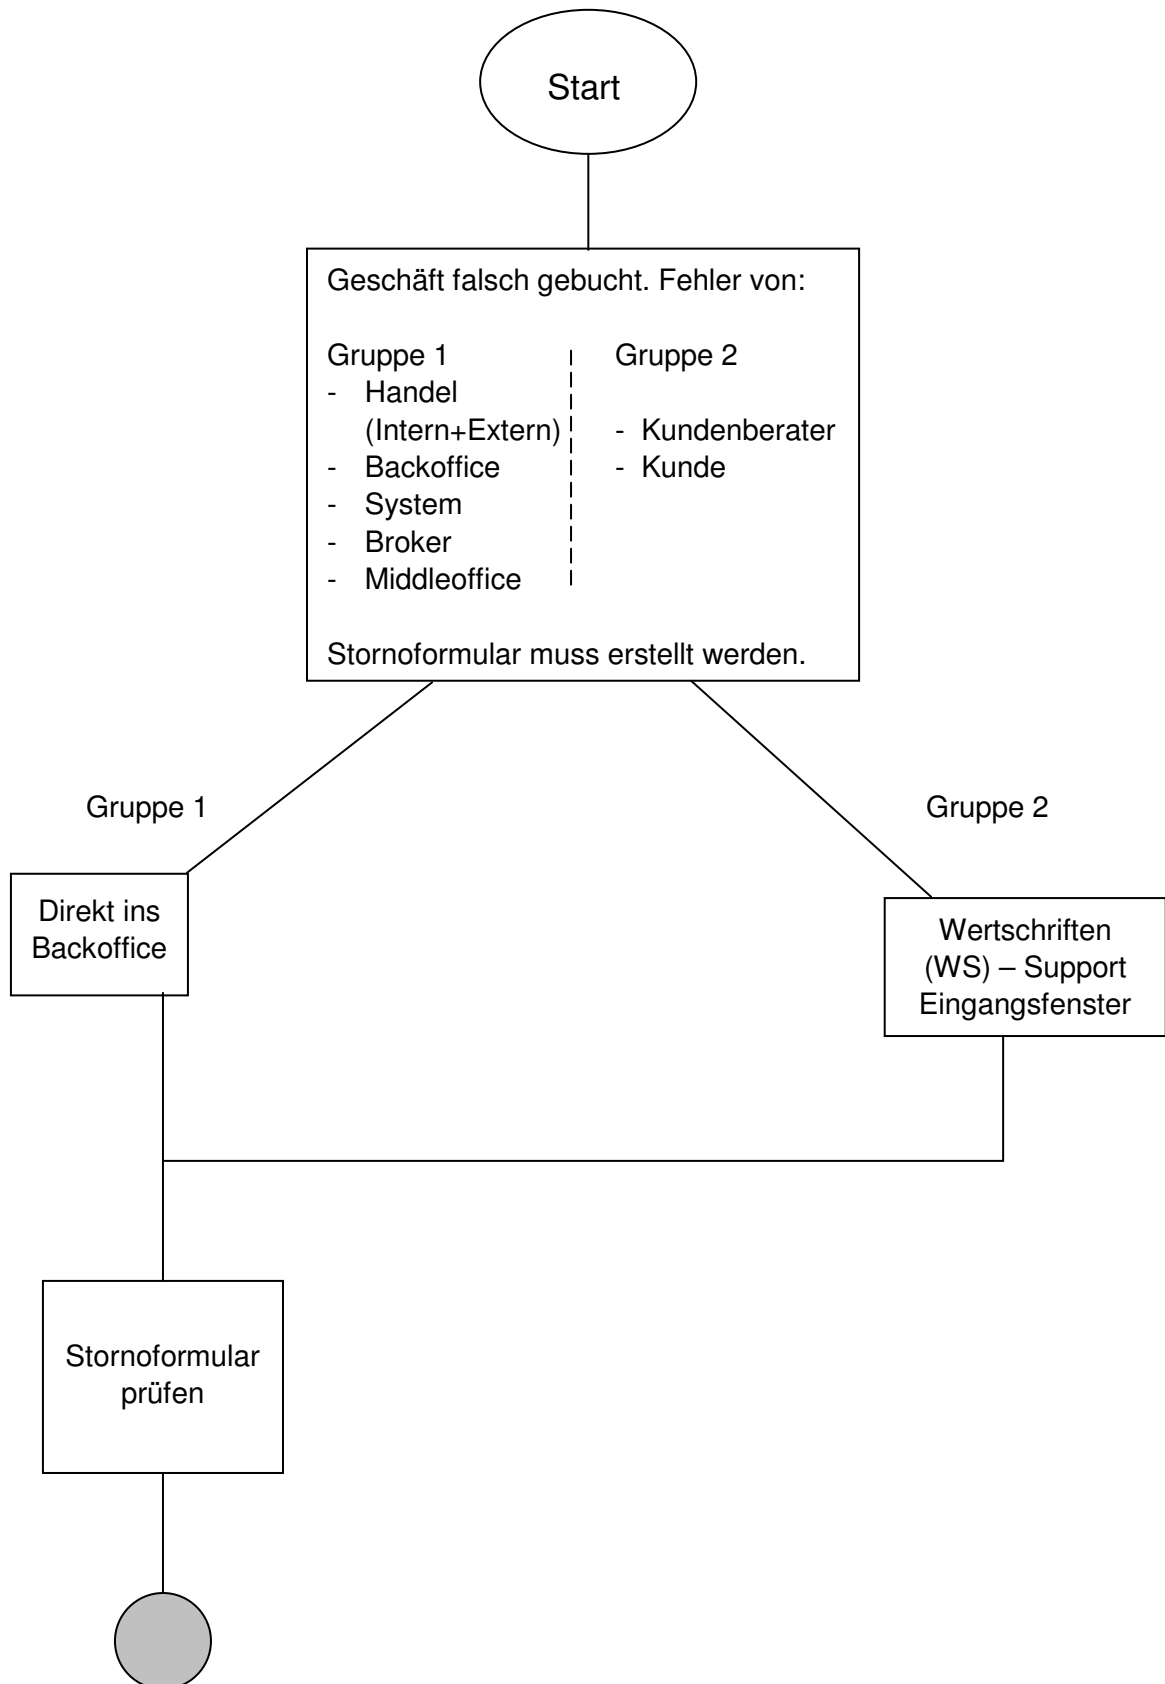 Start
Geschäft falsch gebucht. Fehler von:
Gruppe 1
- Handel
(Intern+Extern)
- Backoffice
- System
- Broker
- Middleoffice
Gruppe 2
- Kundenberater
- Kunde
Stornoformular muss erstellt werden.
Gruppe 1
Gruppe 2
Direkt ins
Backoffice
Wertschriften
(WS) – Support
Eingangsfenster
Stornoformular
prüfen